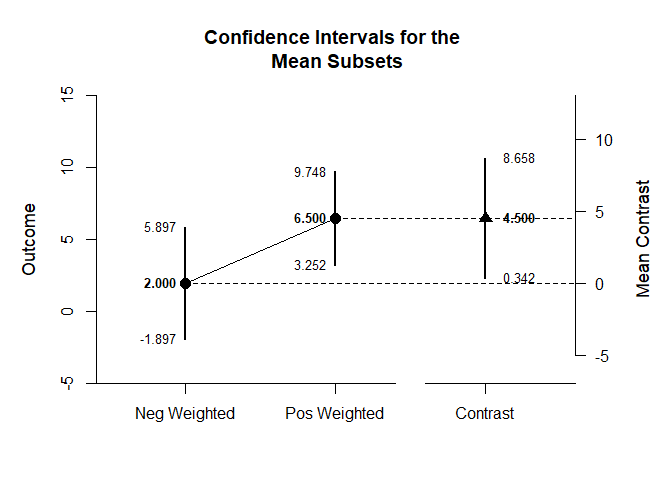 Confidence Intervals for the
Mean Subsets
Outcome
15
10
5
0
-5
5.897
2.000
-1.897
9.748
6.500
3.252
8.658
4.500
0.342
10
5
0
-5
Mean Contrast
Neg Weighted
Pos Weighted
Contrast